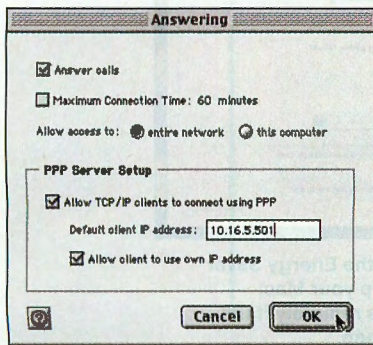 Answering
Answer calls
Maximum Connection Time: 60 minutes
Allow access to: entire network this computer
PPP Server Setup
Allow TCP/IP clients to connect using PPP
Default client IP address: 10.16.5.501
Allow client to use own IP address
Cancel OK